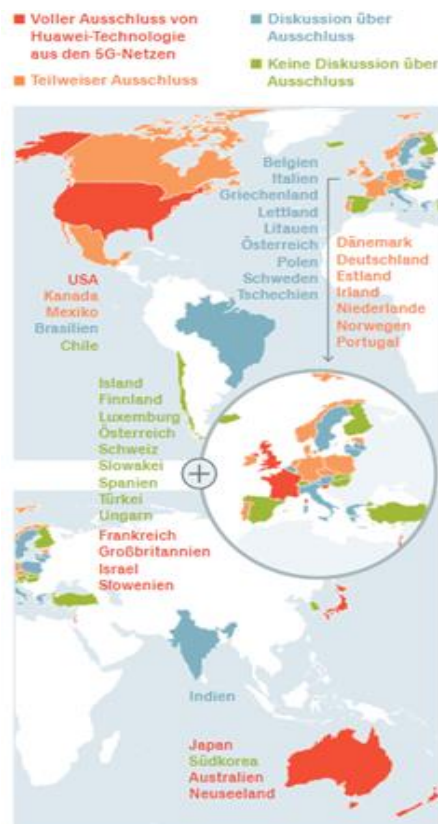 Voller Ausschluss von
Huawei-Technologie
aus den 5G-Netzen
Teilweiser Ausschluss
Diskussion über
Ausschluss
Keine Diskussion über
Ausschluss
Belgien
Italien
Griechenland
Lettland
Litauen
Österreich
Polen
Schweden
Tschechien
Dänemark
Deutschland
Estland
Irland
Niederlande
Norwegen
Portugal
USA
Kanada
Mexiko
Brasilien
Chile
Island
Finnland
Luxemburg
Österreich
Schweiz
Slowakei
Spanien
Türkei
Ungarn
Frankreich
Großbritannien
Israel
Slowenien
Indien
Japan
Südkorea
Australien
Neuseeland